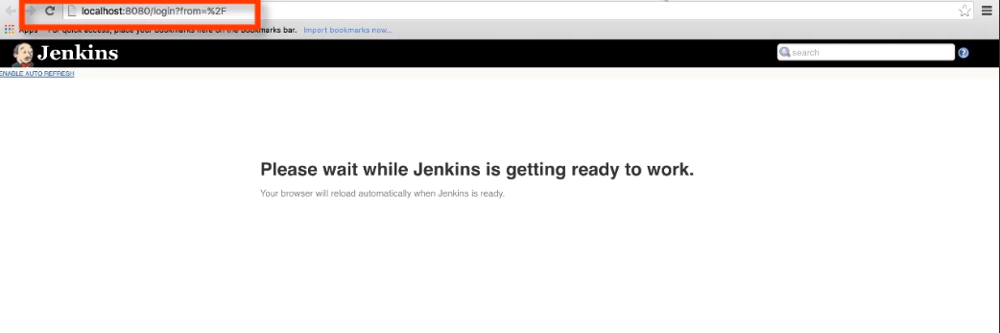 localhost:8080/login?from=%2F
Apps For quick access, place your bookmarks here on the bookmarks bar. Import bookmarks now...
Jenkins
search
ENABLE AUTO REFRESH
Please wait while Jenkins is getting ready to work.
Your browser will reload automatically when Jenkins is ready.